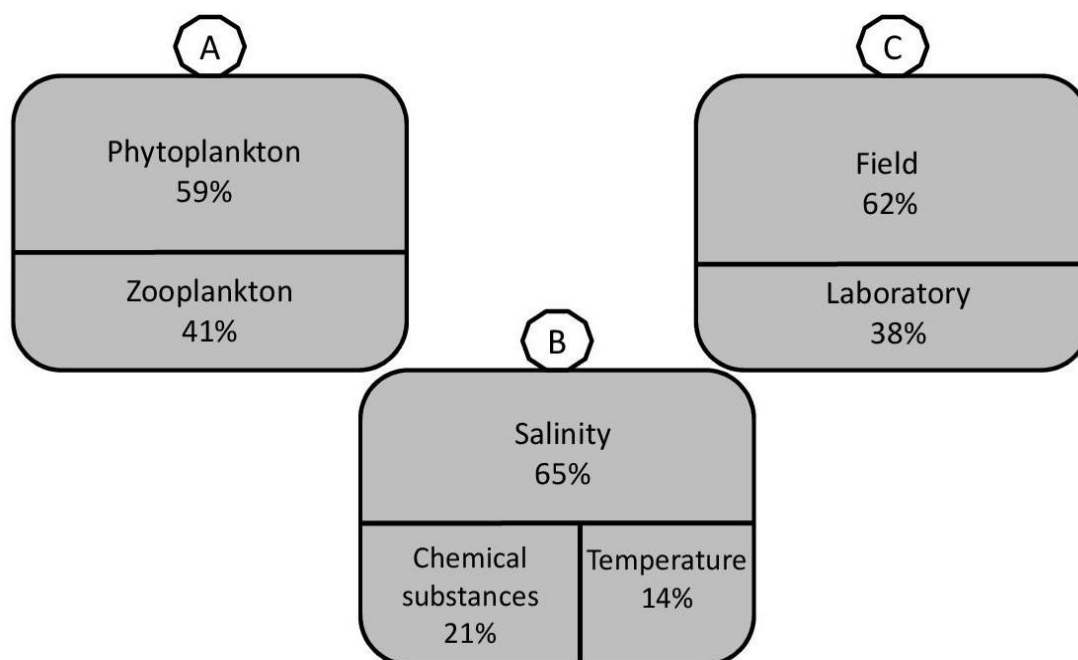 A
Phytoplankton
59%
Zooplankton
41%
C
Field
62%
Laboratory
38%
B
Salinity
65%
Chemical
substances
21%
Temperature
14%